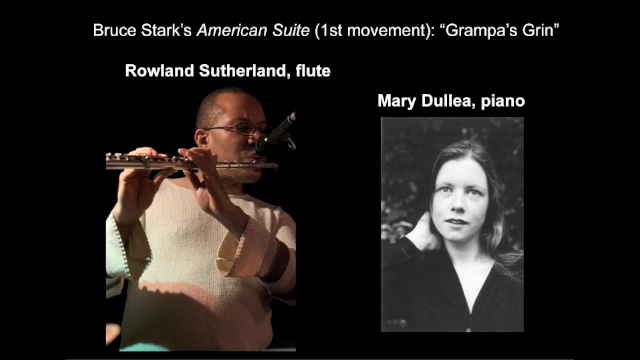 Bruce Stark’s American Suite (1st movement): “Grampa’s Grin”
Rowland Sutherland, flute
Mary Dullea, piano